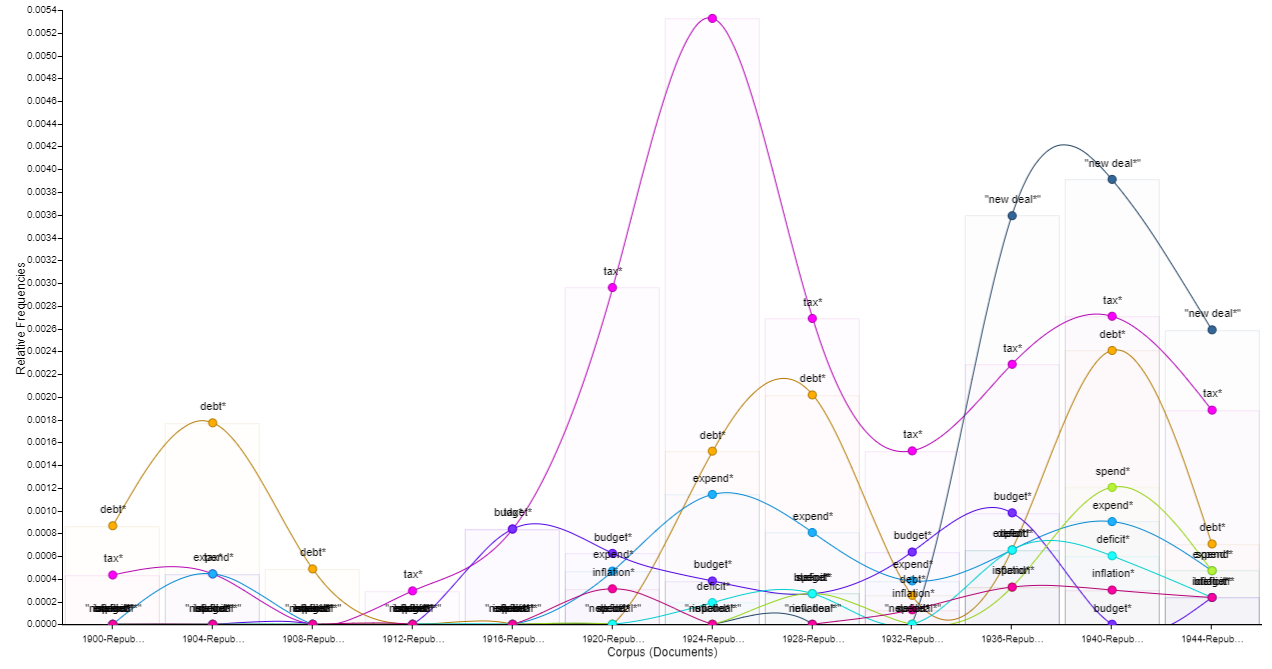 0.0054
0.0052
0.0050
0.0048
0.0046
0.0044
0.0042
0.0040
0.0038
0.0036
0.0034
0.0032
0.0030
0.0028
0.0026
0.0024
0.0022
0.0020
0.0018
0.0016
0.0014
0.0012
0.0010
0.0008
0.0006
0.0004
0.0002
0.0000
Relative Frequencies
debt*
tax*
debt*
expend*
debt*
tax*
budget*
tax*
budget*
expend*
inflation*
debt*
expend*
budget*
deficit*
tax*
debt*
expend*
tax*
budget*
expend*
debt*
inflation*
"new deal*"
tax*
budget*
"new deal*"
tax*
debt*
spend*
expend*
deficit*
inflation*
budget*
"new deal*"
tax*
debt*
1900-Repub...
1904-Repub...
1908-Repub...
1912-Repub...
1916-Repub...
1920-Repub...
1924-Repub...
1928-Repub...
1932-Repub...
1936-Repub...
1940-Repub...
1944-Repub...
Corpus (Documents)